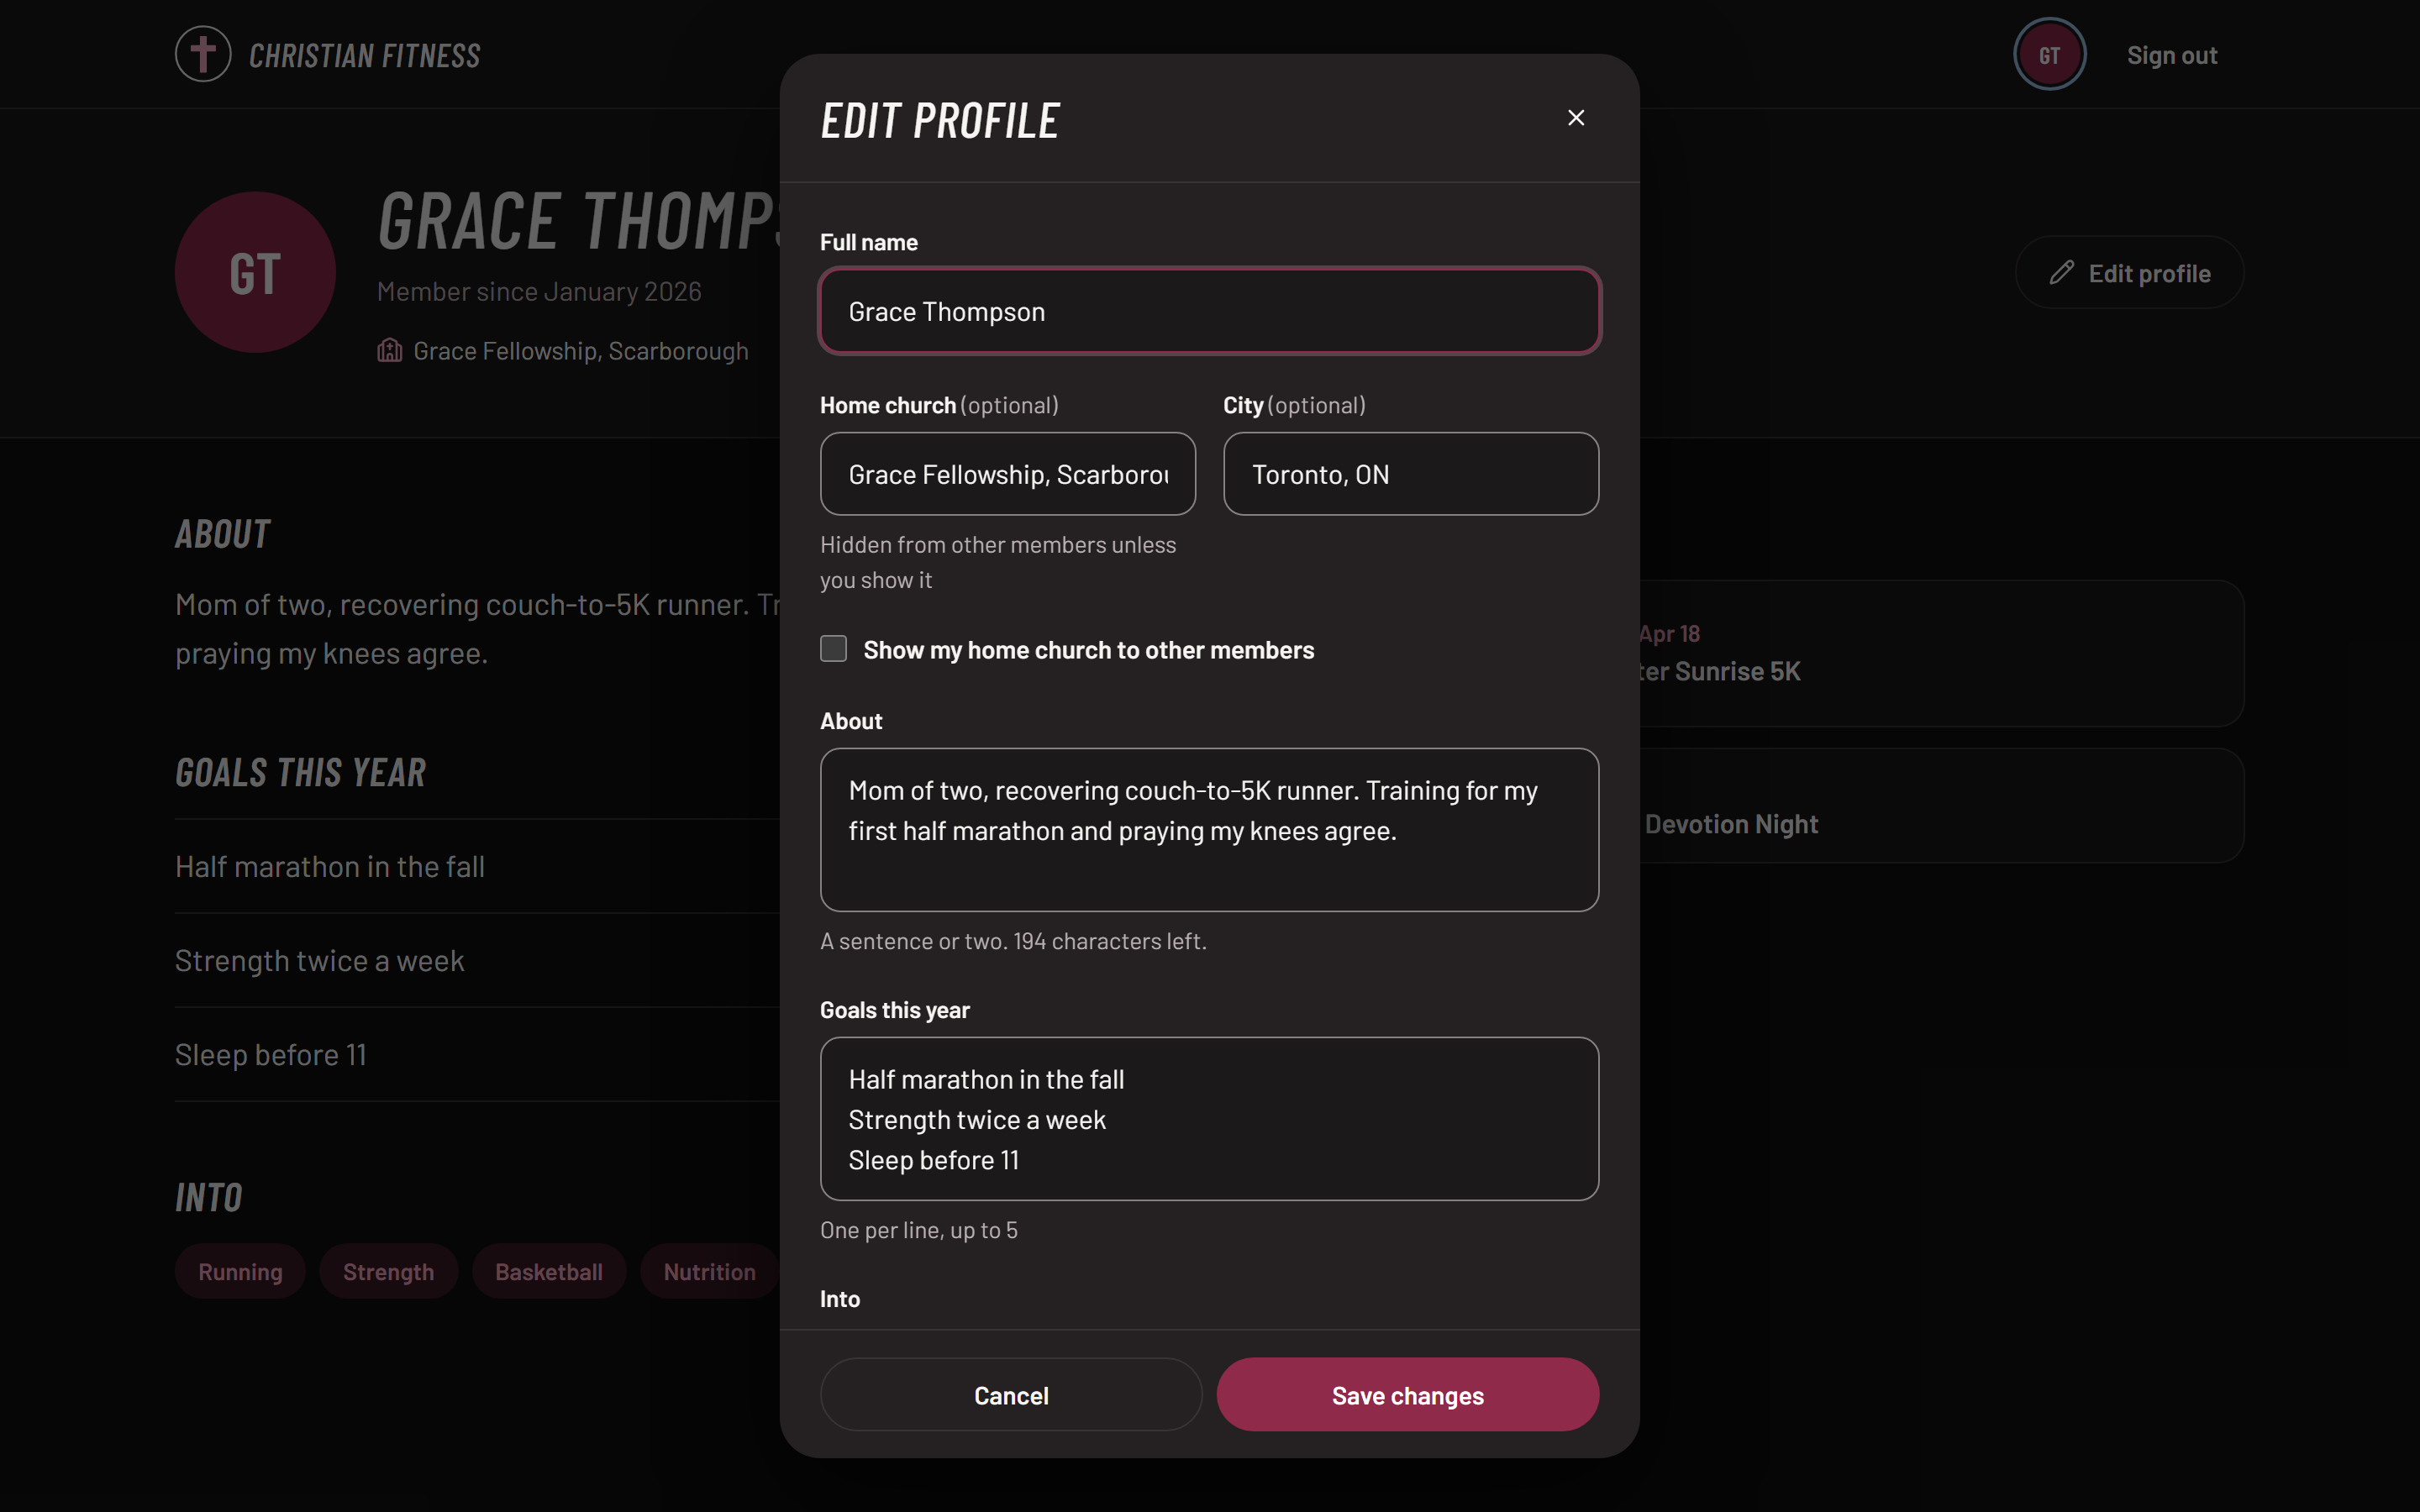 CHRISTIAN FITNESS
GT
Sign out
GT
GRACE THOMP
Member since January 2026
Grace Fellowship, Scarborough
Edit profile
ABOUT
Mom of two, recovering couch-to-5K runner.
praying my knees agree.
GOALS THIS YEAR
Half marathon in the fall
Strength twice a week
Sleep before 11
INTO
Running
Strength
Basketball
Nutrition
Apr 18
Sunrise 5K
Devotion Night
EDIT PROFILE
Full name
Grace Thompson
Home church (optional)
City (optional)
Grace Fellowship,
Toronto, ON
Hidden from other members unless
you show it
Show my home church to other members
About
Mom of two, recovering couch-to-5K runner. Training for my
first half marathon and praying my knees agree.
A sentence or two. 194 characters left.
Goals this year
Half marathon in the fall
Strength twice a week
Sleep before 11
One per line, up to 5
Into
Cancel
Save changes